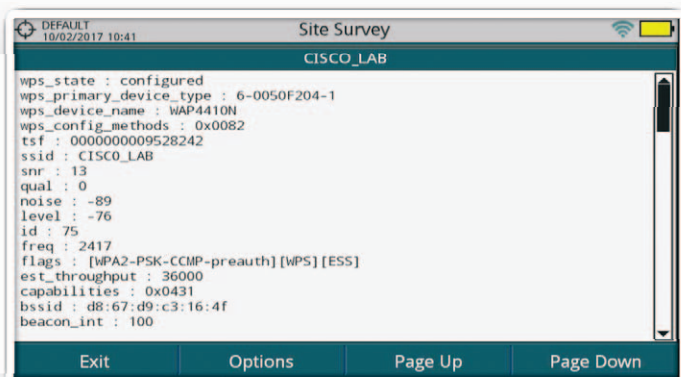 DEFAULT
10/02/2017 10:41
Site Survey
CISCO_LAB
wps_state : configured
wps_primary_device_type : 6-0050F204-1
wps_device_name : WAP4410N
wps_config_methods : 0x0082
tsf : 0000000009528242
ssid : CISCO_LAB
snr : 13
qual : 0
noise : -89
level : -76
id : 75
freq : 2417
flags : [WPA2-PSK-CCMP-preauth][WPS][ESS]
est_throughput : 36000
capabilities : 0x0431
bssid : d8:67:d9:c3:16:4f
beacon_int : 100
Exit
Options
Page Up
Page Down